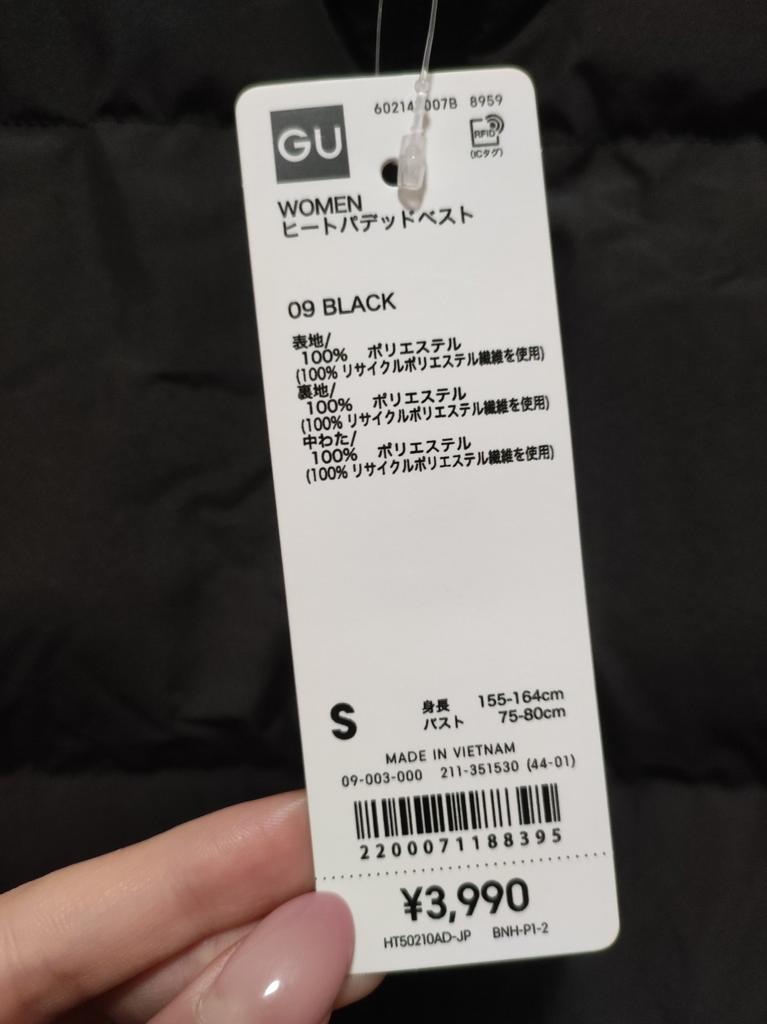 GU
8959
RFID
(ICタグ)
WOMEN
ヒートパデッドベスト
09 BLACK
表地/
100% ポリエステル
(100% リサイクルポリエステル繊維を使用)
裏地/
100% ポリエステル
(100% リサイクルポリエステル繊維を使用)
中わた/
100% ポリエステル
(100% リサイクルポリエステル繊維を使用)
S
身長 155-164cm
バスト 75-80cm
MADE IN VIETNAM
09-003-000 211-351530 (44-01)
2200071188395
¥3,990
HT50210AD-JP BNH-P1-2